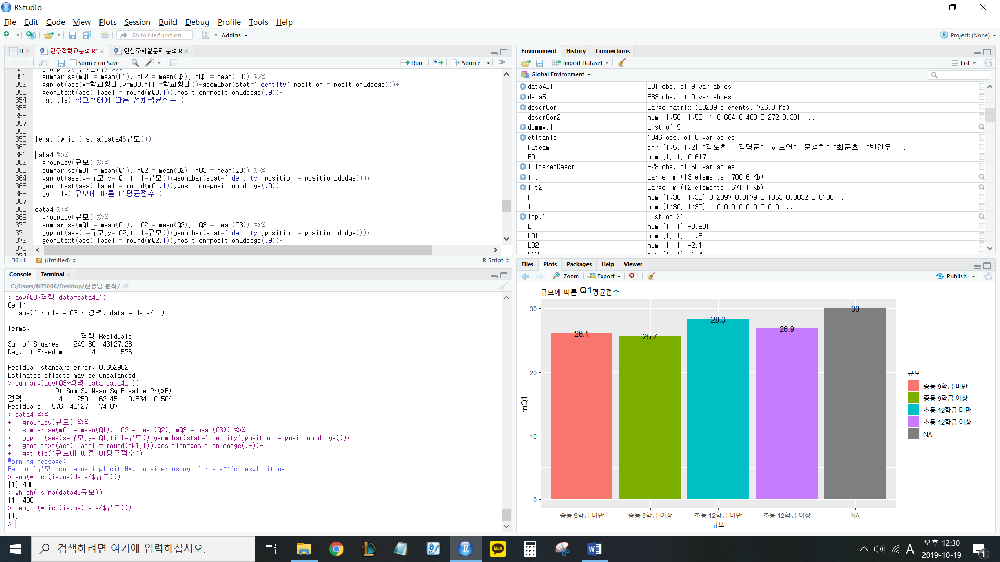 RStudio
File Edit Code View Plots Session Build Debug Profile Tools Help
Go to file/function Addins Project: (None)
D 민주적학교분석.R* 인상조사설문지 분석.R
Source on Save Run Source
351 summarise(mQ1 = mean(Q1), mQ2 = mean(Q2), mQ3 = mean(Q3)) %>%
352 ggplot(aes(x=학교형태,y=mQ3,fill=학교형태))+geom_bar(stat='identity',position = position_dodge())+
353 geom_text(aes( label = round(mQ3,1)),position=position_dodge(.9))+
354 ggtitle('학교형태에 따른 전체평균점수')
355
356
357
358
359 length(which(is.na(data4$규모)))
360
361 data4 %>%
362 group_by(규모) %>%
363 summarise(mQ1 = mean(Q1), mQ2 = mean(Q2), mQ3 = mean(Q3)) %>%
364 ggplot(aes(x=규모,y=mQ1,fill=규모))+geom_bar(stat='identity',position = position_dodge())+
365 geom_text(aes( label = round(mQ1,1)),position=position_dodge(.9))+
366 ggtitle('규모에 따른 Q1평균점수')
367
368 data4 %>%
369 group_by(규모) %>%
370 summarise(mQ1 = mean(Q1), mQ2 = mean(Q2), mQ3 = mean(Q3)) %>%
371 ggplot(aes(x=규모,y=mQ2,fill=규모))+geom_bar(stat='identity',position = position_dodge())+
372 geom_text(aes( label = round(mQ2,1)),position=position_dodge(.9))+
373
361:1 (Untitled) R Script
Console Terminal
C:/Users/NT500R/Desktop/선생님 분석/
> aov(Q3~경력,data=data4_1)
Call:
aov(formula = Q3 ~ 경력, data = data4_1)
Terms:
경력 Residuals
Sum of Squares 249.80 43127.28
Deg. of Freedom 4 576
Residual standard error: 8.652962
Estimated effects may be unbalanced
> summary(aov(Q3~경력,data=data4_1))
Df Sum Sq Mean Sq F value Pr(>F)
경력 4 250 62.45 0.834 0.504
Residuals 576 43127 74.87
> data4 %>%
+ group_by(규모) %>%
+ summarise(mQ1 = mean(Q1), mQ2 = mean(Q2), mQ3 = mean(Q3)) %>%
+ ggplot(aes(x=규모,y=mQ1,fill=규모))+geom_bar(stat='identity',position = position_dodge())+
+ geom_text(aes( label = round(mQ1,1)),position=position_dodge(.9))+
+ ggtitle('규모에 따른 Q1평균점수')
Warning message:
Factor `규모` contains implicit NA, consider using `forcats::fct_explicit_na`
> sum(which(is.na(data4$규모)))
[1] 480
> which(is.na(data4$규모))
[1] 480
> length(which(is.na(data4$규모)))
[1] 1
>
Environment History Connections
Import Dataset List
Global Environment
data4_1 581 obs. of 9 variables
data5 583 obs. of 9 variables
descrCor Large matrix (88209 elements, 726.8 Kb)
descrCor2 num [1:50, 1:50] 1 0.684 0.483 0.272 0.301 ...
dummy.1 List of 9
etitanic 1046 obs. of 6 variables
F_team chr [1:5, 1:2] "김도희" "김명준" "하도연" "문성환" "최준호" "반건우" ...
FO num [1, 1] 0.617
filteredDescr 528 obs. of 50 variables
fit Large lm (13 elements, 700.6 Kb)
fit2 Large lm (12 elements, 571.1 Kb)
H num [1:30, 1:30] 0.2097 0.0179 0.1353 0.0832 0.0138 ...
I num [1:30, 1:30] 1 0 0 0 0 0 0 0 0 0 ...
imp.1 List of 21
L num [1, 1] -0.901
L01 num [1, 1] -1.61
L02 num [1, 1] -2.1
Files Plots Packages Help Viewer
Zoom Export Publish
규모에 따른 Q1평균점수
30
20
10
0
mQ1
26.1 25.7 28.3 26.9 30
중등 9학급 미만 중등 9학급 이상 초등 12학급 미만 초등 12학급 이상 NA
규모
규모
중등 9학급 미만
중등 9학급 이상
초등 12학급 미만
초등 12학급 이상
NA
검색하려면 여기에 입력하십시오.
TALK
A
오후 12:30
2019-10-19
1